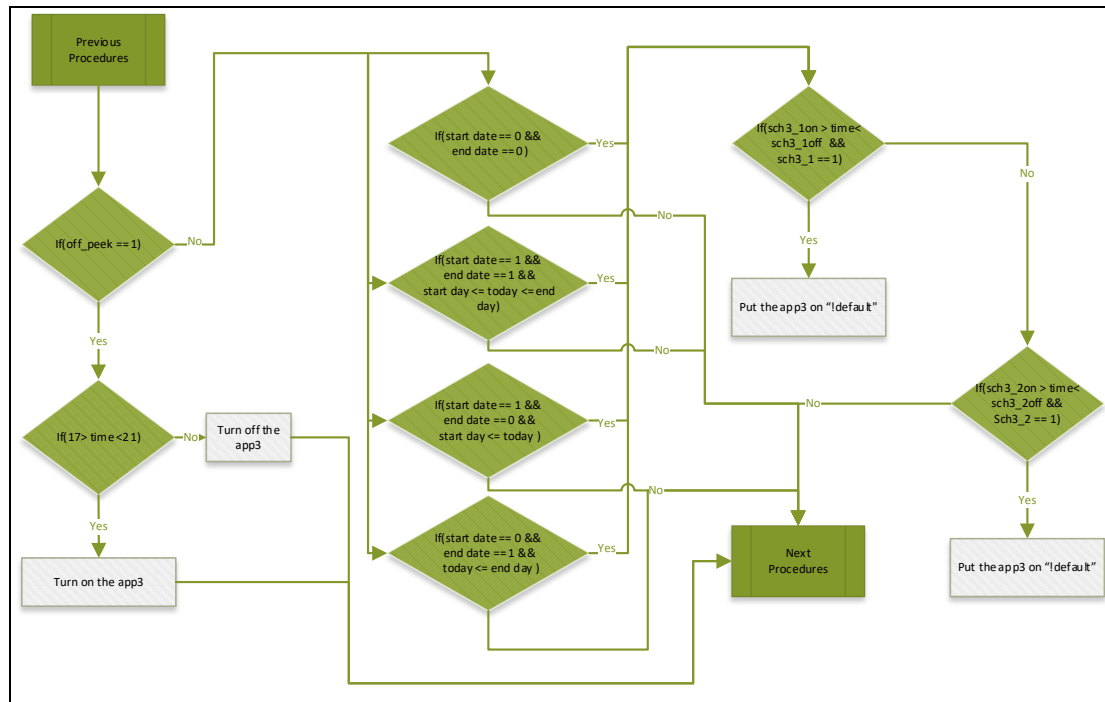 Previous
Procedures
If(off_peek == 1)
No
Yes
If(17> time <21)
No
Turn off the
app3
Yes
Turn on the app3
If(start date == 0 &&
end date ==0 )
Yes
No
If(start date == 1 &&
end date ==1 &&
start day <= today <= end
day)
Yes
No
If(start date == 1 &&
end date ==0 &&
start day <= today )
Yes
No
If(start date == 0 &&
end date ==1 &&
today <= end day )
Yes
If(sch3_1on > time<
sch3_1off &&
sch3_1 ==1)
No
Yes
Put the app3 on “!default"
If(sch3_2on > time<
sch3_2off &&
Sch3_2 == 1)
No
Yes
Put the app3 on “!default”
Next
Procedures